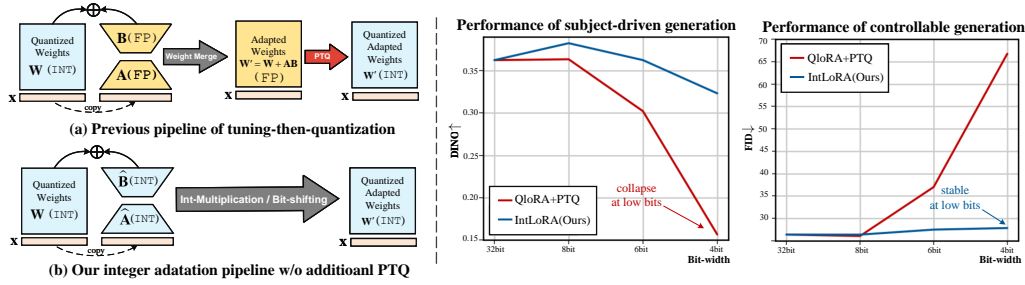 Quantized
Weights
W (INT)
B(FP)
A(FP)
x
copy
Weight Merge
Adapted
Weights
W' = W + AB
(FP)
PTQ
Quantized
Adapted
Weights
W' (INT)
(a) Previous pipeline of tuning-then-quantization
Quantized
Weights
W (INT)
B̂(INT)
Â(INT)
x
copy
Int-Multiplication / Bit-shifting
Quantized
Adapted
Weights
W' (INT)
(b) Our integer adatation pipeline w/o additioanl PTQ
Performance of subject-driven generation
DINO↑
0.35
0.30
0.25
0.20
0.15
QloRA+PTQ
IntLoRA(Ours)
collapse
at low bits
32bit 8bit 6bit 4bit
Bit-width
Performance of controllable generation
FID↓
70
65
60
55
50
45
40
35
30
QLoRA+PTQ
IntLoRA(Ours)
stable
at low bits
32bit 8bit 6bit 4bit
Bit-width